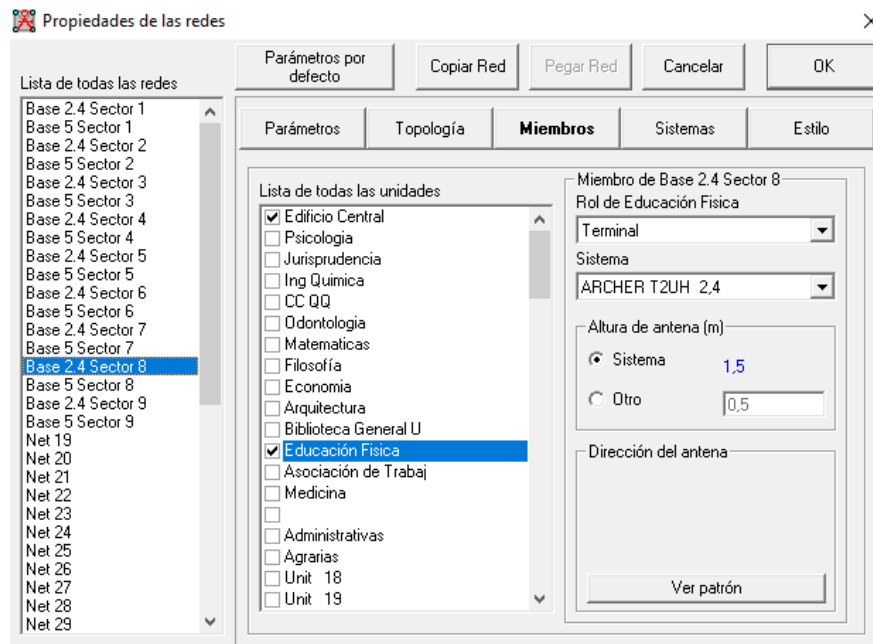 Propiedades de las redes
Lista de todas las redes
Base 2.4 Sector 1
Base 5 Sector 1
Base 2.4 Sector 2
Base 5 Sector 2
Base 2.4 Sector 3
Base 5 Sector 3
Base 2.4 Sector 4
Base 5 Sector 4
Base 2.4 Sector 5
Base 5 Sector 5
Base 2.4 Sector 6
Base 5 Sector 6
Base 2.4 Sector 7
Base 5 Sector 7
Base 2.4 Sector 8
Base 5 Sector 8
Base 2.4 Sector 9
Base 5 Sector 9
Net 19
Net 20
Net 21
Net 22
Net 23
Net 24
Net 25
Net 26
Net 27
Net 28
Net 29
Parámetros por
defecto
Copiar Red
Pegar Red
Cancelar
OK
Parámetros
Topología
Miembros
Sistemas
Estilo
Lista de todas las unidades
Edificio Central
Psicologia
Jurisprudencia
Ing Quimica
CC QQ
Odontologia
Matematicas
Filosofía
Economia
Arquitectura
Biblioteca General U
Educación Fisica
Asociación de Trabaj
Medicina
Administrativas
Agrarias
Unit 18
Unit 19
Miembro de Base 2.4 Sector 8
Rol de Educación Fisica
Terminal
Sistema
ARCHER T2UH 2,4
Altura de antena (m)
Sistema 1,5
Otro 0,5
Dirección del antena
Ver patrón